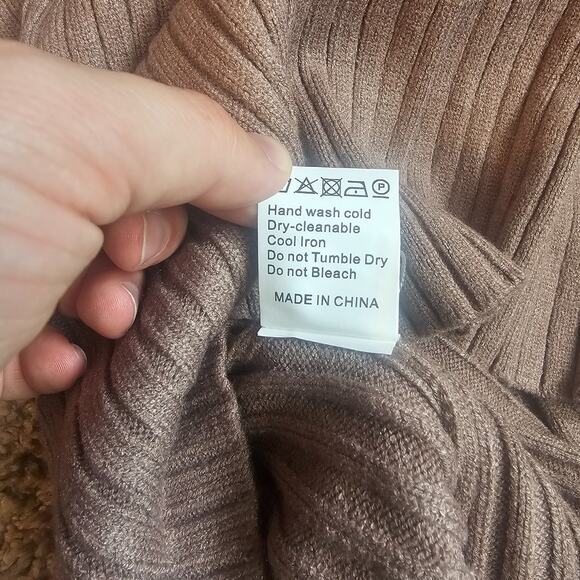 P
Hand wash cold
Dry-cleanable
Cool Iron
Do not Tumble Dry
Do not Bleach
MADE IN CHINA